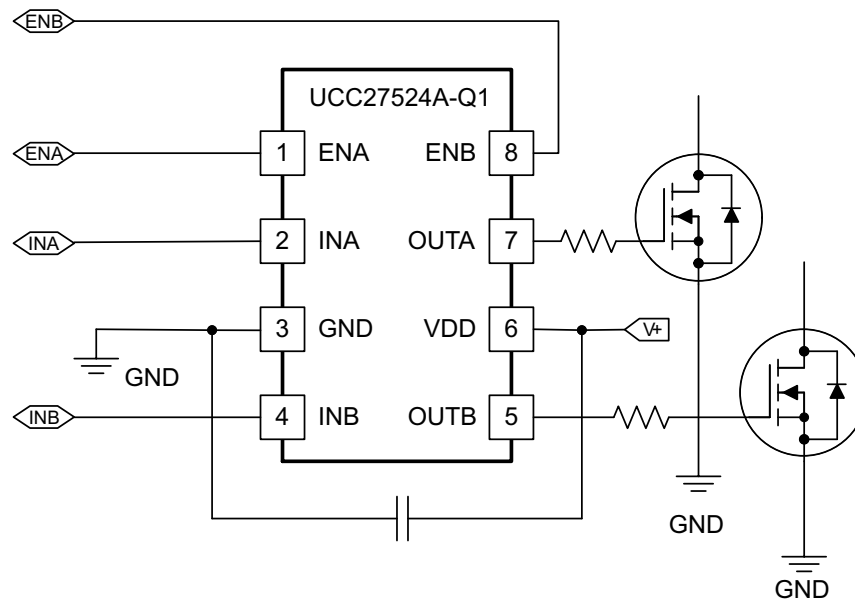 ENB
UCC27524A-Q1
ENA
1
ENA
ENB
8
INA
2
INA
OUTA
7
3
GND
VDD
6
V+
GND
INB
4
INB
OUTB
5
GND
GND